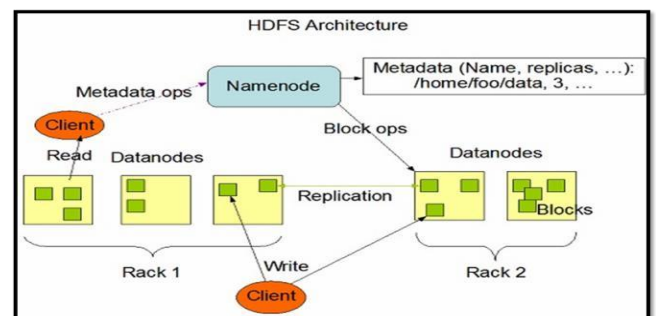 HDFS Architecture
Metadata (Name, replicas, ...):
/home/foo/data, 3, ...
Namenode
Metadata ops
Client
Block ops
Read
Datanodes
Datanodes
Replication
Blocks
Rack 1
Write
Rack 2
Client